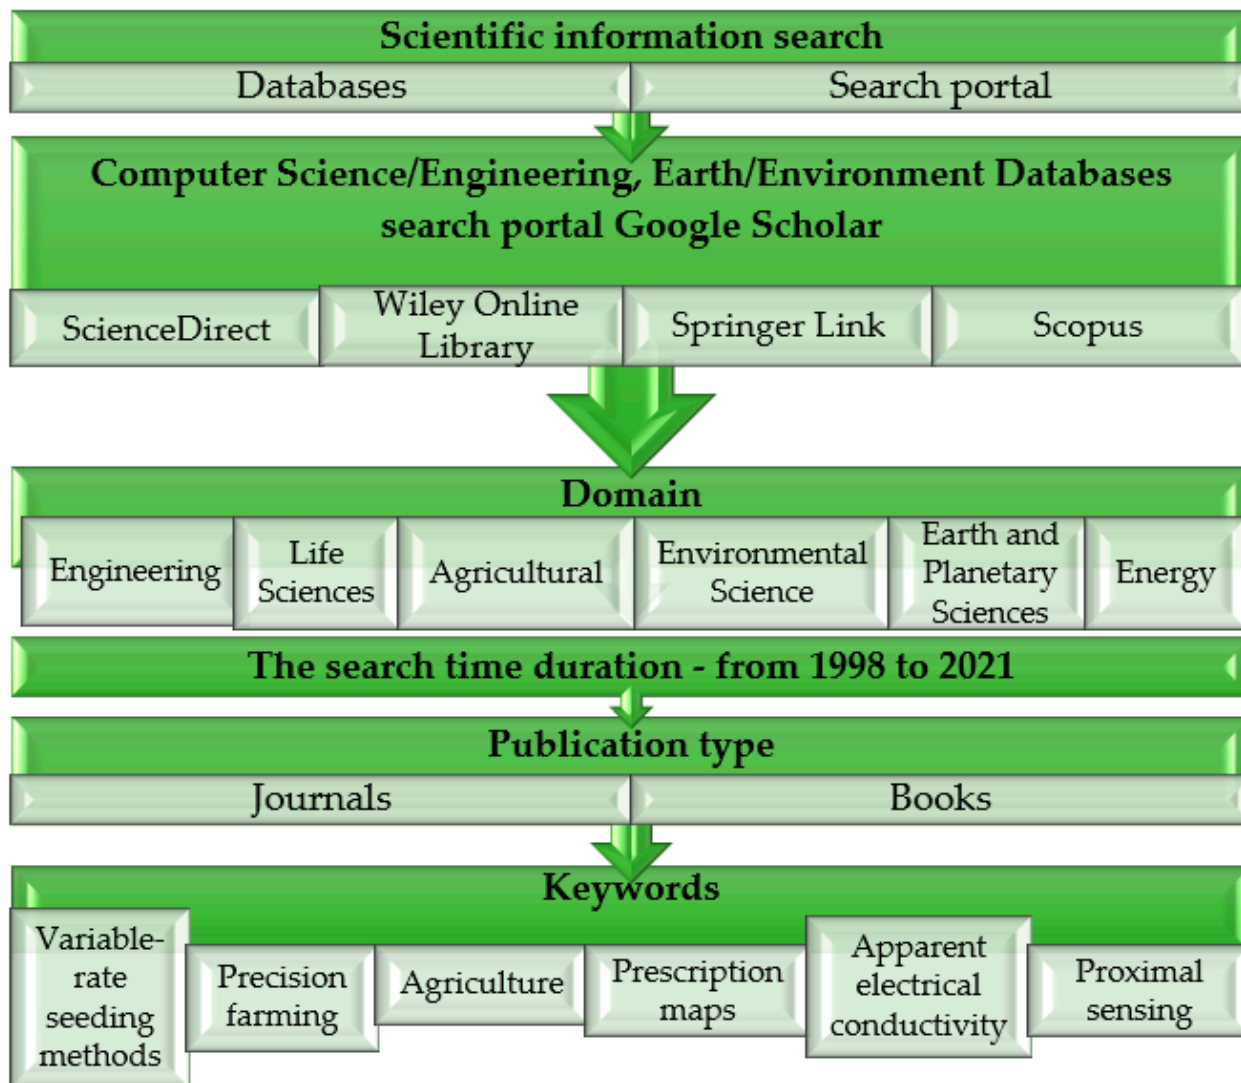 Scientific information search
Databases
Search portal
Computer Science/Engineering, Earth/Environment Databases
search portal Google Scholar
ScienceDirect
Wiley Online
Library
Springer Link
Scopus
Domain
Engineering
Life
Sciences
Agricultural
Environmental
Science
Earth and
Planetary
Sciences
Energy
The search time duration - from 1998 to 2021
Publication type
Journals
Books
Keywords
Variable-
rate
seeding
methods
Precision
farming
Agriculture
Prescription
maps
Apparent
electrical
conductivity
Proximal
sensing